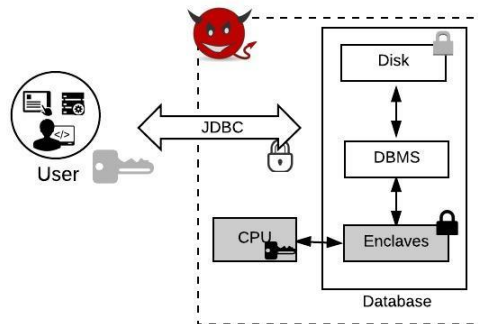 Disk
JDBC
DBMS
User
CPU
Enclaves
Database